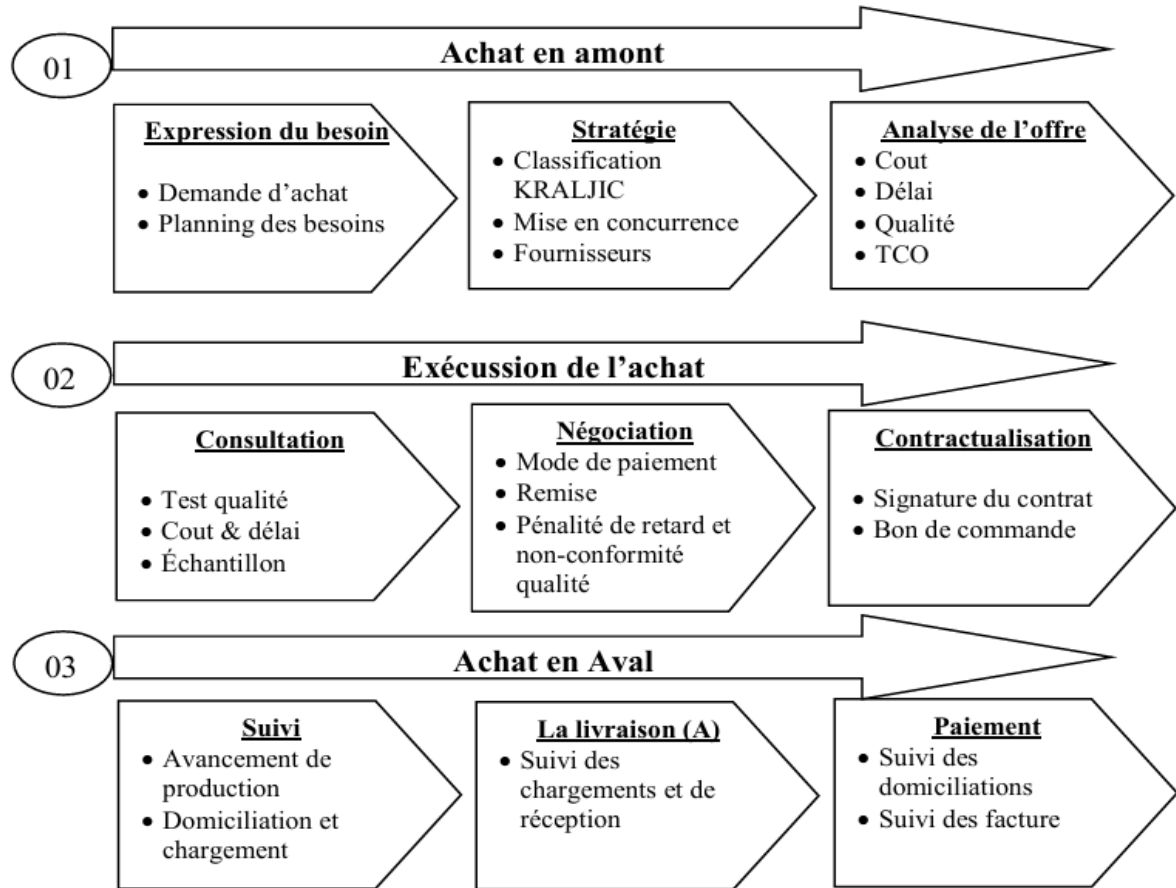 01
Achat en amont
Expression du besoin
• Demande d'achat
• Planning des besoins
Stratégie
• Classification
KRALJIC
• Mise en concurrence
• Fournisseurs
Analyse de l'offre
• Cout
• Délai
• Qualité
• TCO
02
Exécussion de l'achat
Consultation
• Test qualité
• Cout & délai
• Échantillon
Négociation
• Mode de paiement
• Remise
• Pénalité de retard et
non-conformité
qualité
Contractualisation
• Signature du contrat
• Bon de commande
03
Achat en Aval
Suivi
• Avancement de
production
• Domiciliation et
chargement
La livraison (A)
• Suivi des
chargements et de
réception
Paiement
• Suivi des
domiciliations
• Suivi des facture